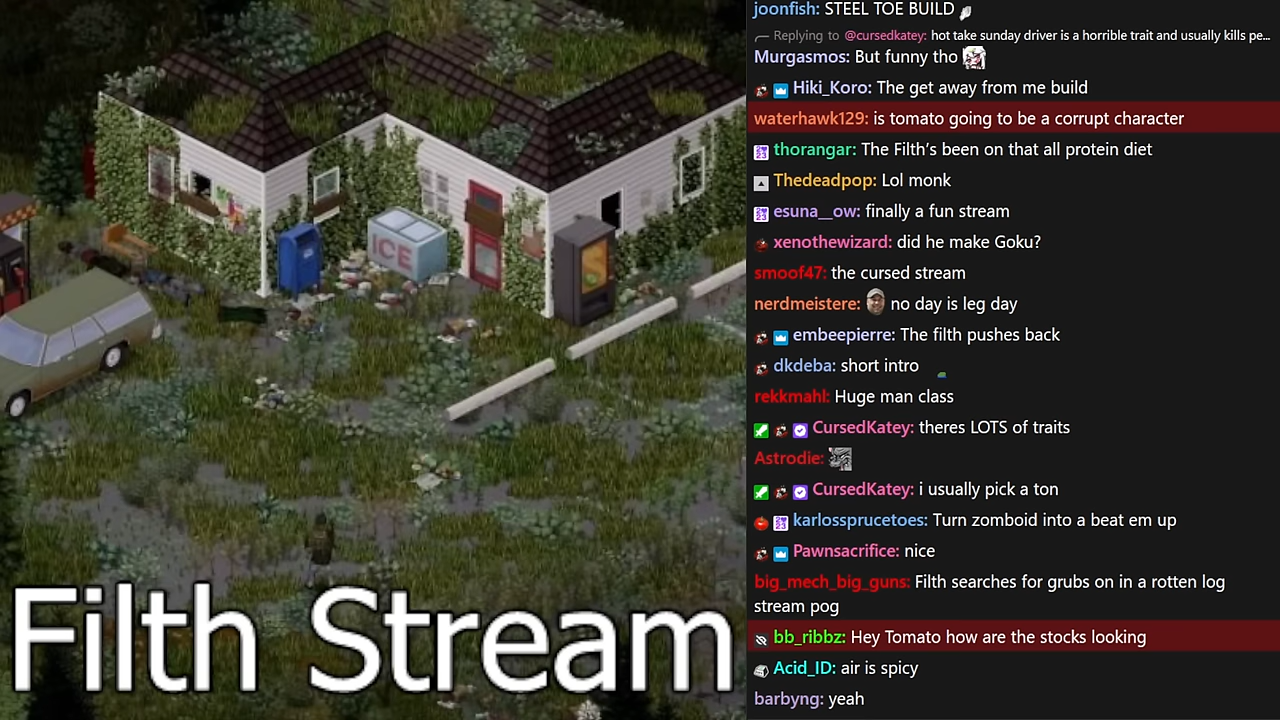 ICE
Filth Stream
joonfish: STEEL TOE BUILD
Replying to @cursedkatey: hot take sunday driver is a horrible trait and usually kills pe...
Murgasmos: But funny tho
Hiki_Koro: The get away from me build
waterhawk129: is tomato going to be a corrupt character
thorangar: The Filth’s been on that all protein diet
Thedeadpop: Lol monk
esuna__ow: finally a fun stream
xenothewizard: did he make Goku?
smoof47: the cursed stream
nerdmeistere: no day is leg day
embeepierre: The filth pushes back
dkdeba: short intro
rekkmahl: Huge man class
CursedKatey: theres LOTS of traits
Astrodie:
CursedKatey: i usually pick a ton
karlossprucetoes: Turn zomboid into a beat em up
Pawnsacrifice: nice
big_mech_big_guns: Filth searches for grubs on in a rotten log
stream pog
bb_ribbz: Hey Tomato how are the stocks looking
Acid_ID: air is spicy
barbyng: yeah